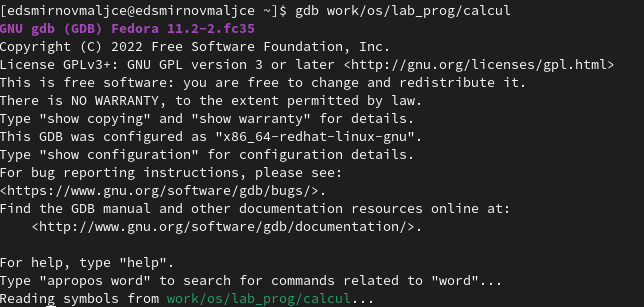 [edsmirnovmaljce@edsmirnovmaljce ~]$ gdb work/os/lab_prog/calcul
GNU gdb (GDB) Fedora 11.2-2.fc35
Copyright (C) 2022 Free Software Foundation, Inc.
License GPLv3+: GNU GPL version 3 or later <http://gnu.org/licenses/gpl.html>
This is free software: you are free to change and redistribute it.
There is NO WARRANTY, to the extent permitted by law.
Type "show copying" and "show warranty" for details.
This GDB was configured as "x86_64-redhat-linux-gnu".
Type "show configuration" for configuration details.
For bug reporting instructions, please see:
<https://www.gnu.org/software/gdb/bugs/>.
Find the GDB manual and other documentation resources online at:
    <http://www.gnu.org/software/gdb/documentation/>.

For help, type "help".
Type "apropos word" to search for commands related to "word"...
Reading symbols from work/os/lab_prog/calcul...